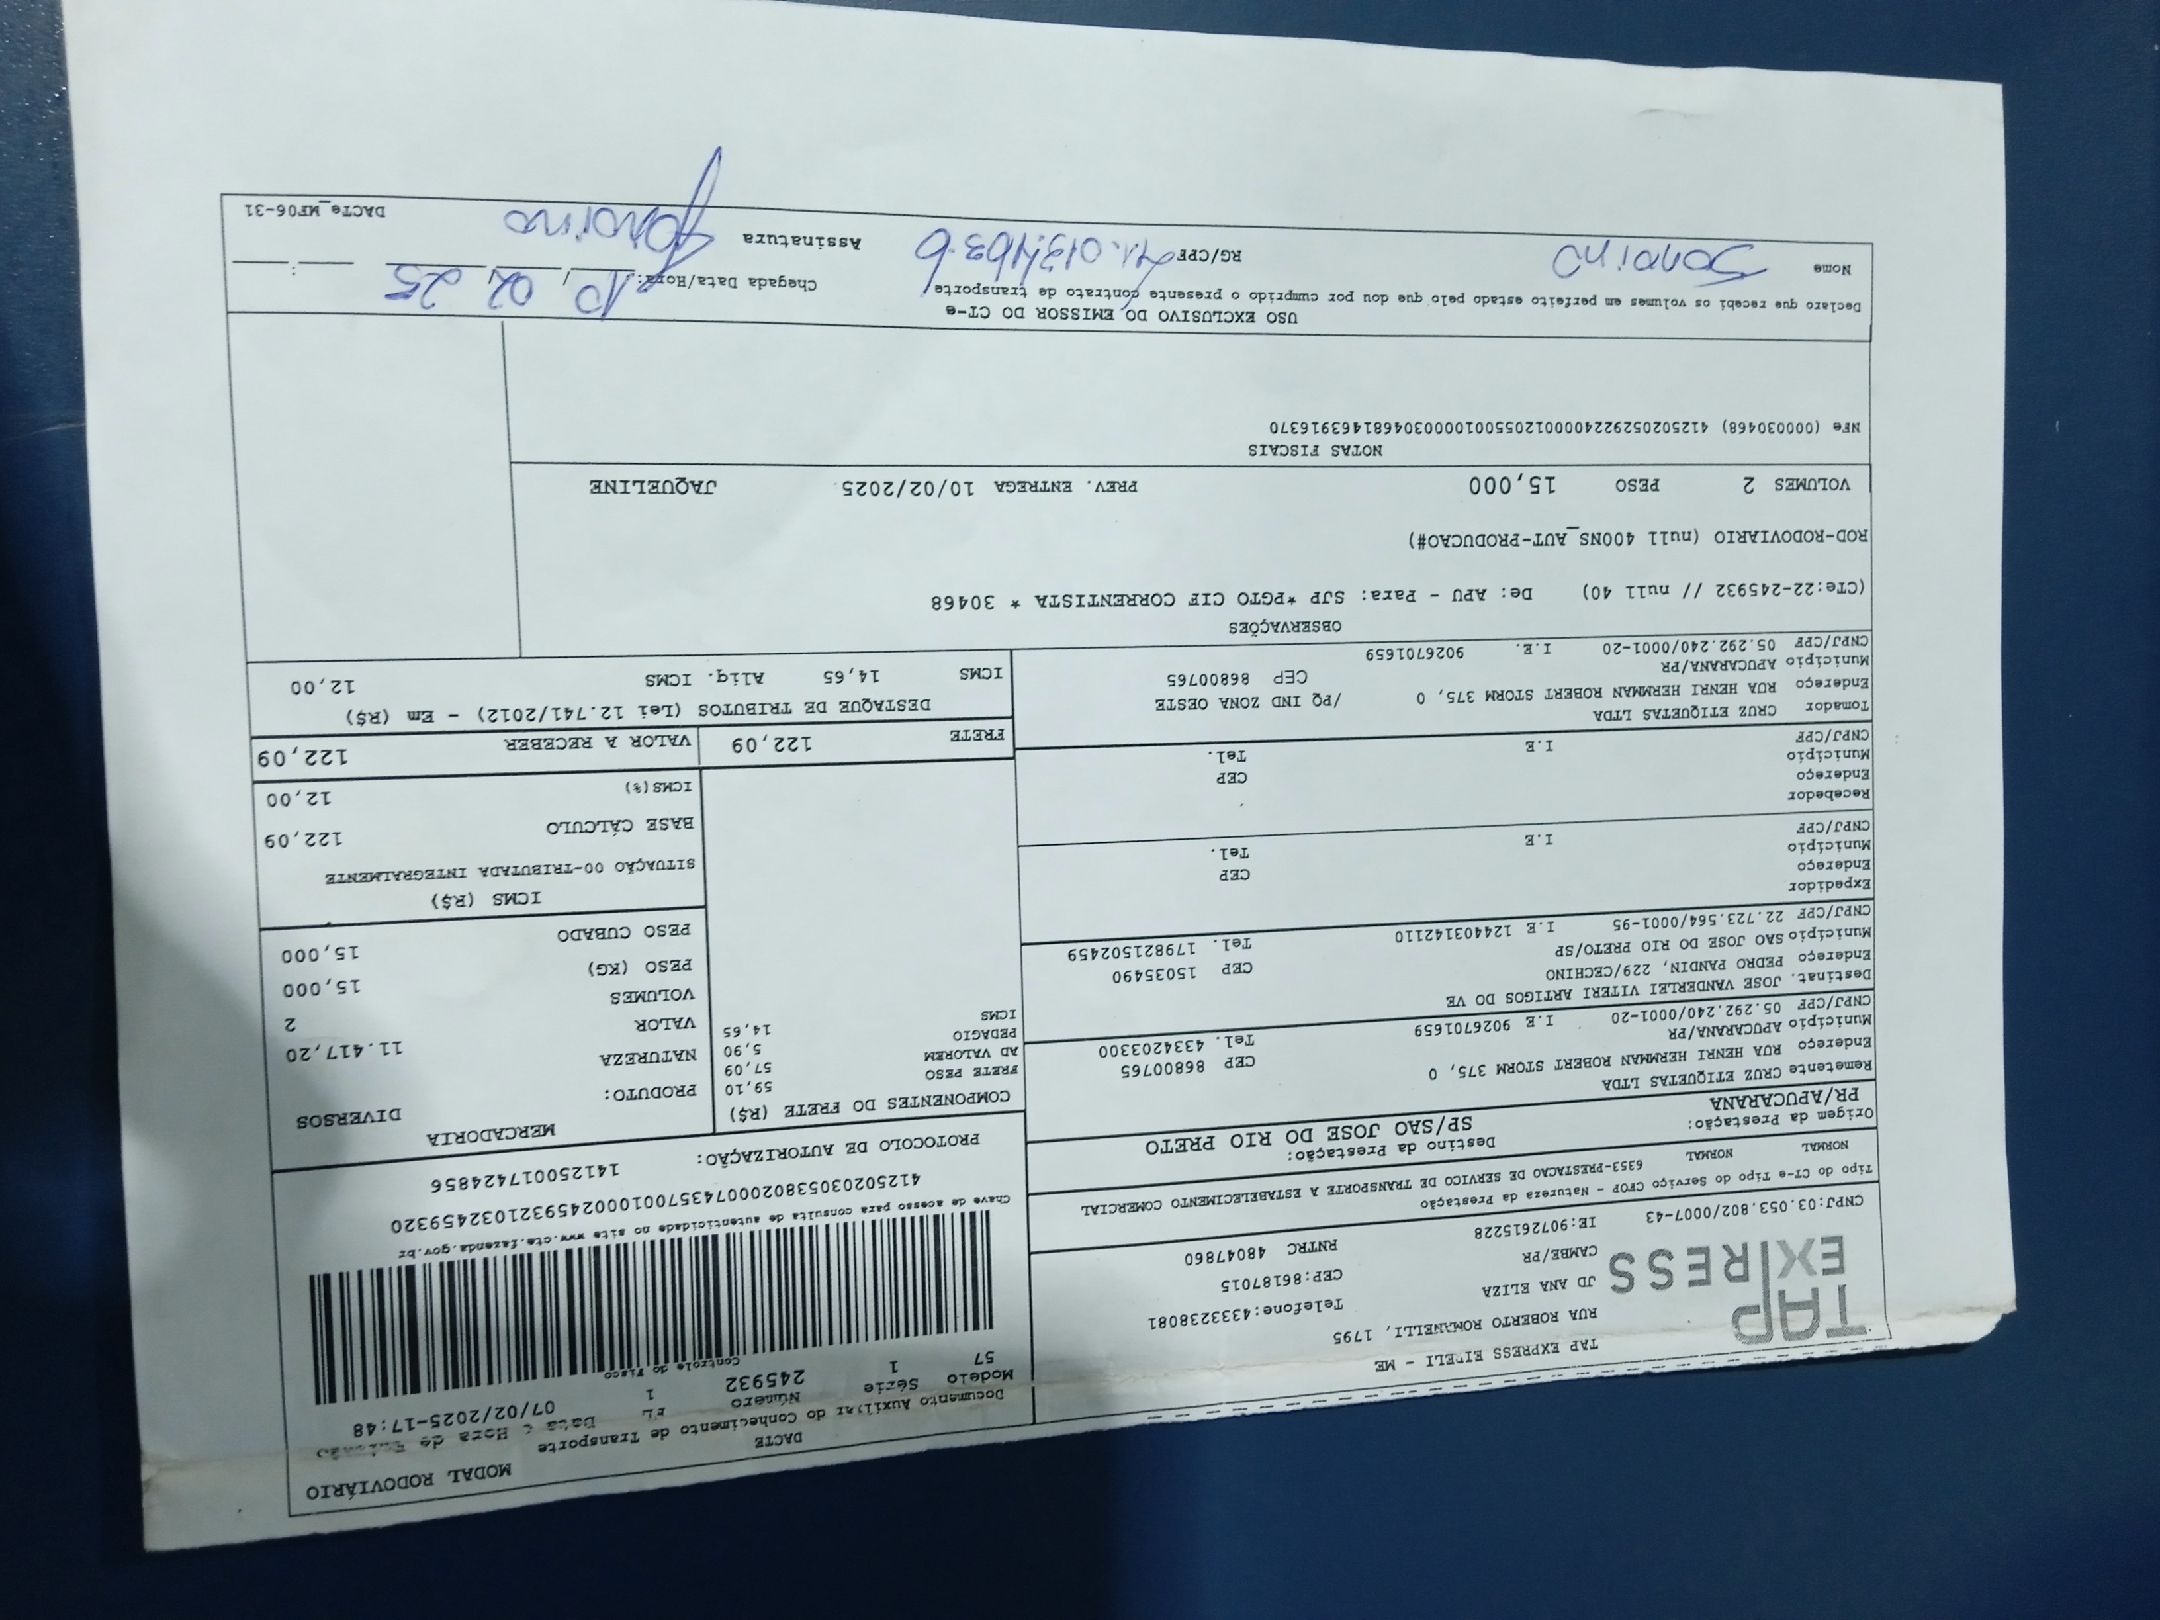 TAP
EXPRESS
TAP EXPRESS EIRELI - ME
RUA ROBERTO ROMANELLI, 1795
JD ANA ELIZA Telefone:4333238081
CAMBE/PR CEP:86187015
CNPJ:03.053.802/0007-43 IE:9072615228 RNTRC 48047860
DACTE MODAL RODOVIÁRIO
Documento Auxiliar do Conhecimento de Transporte
Modelo Série Número FL Data e Hora de Emissão
57 1 245932 1 07/02/2025-17:48
Controle do Fisco
Chave de acesso para consulta de autenticidade no site www.cte.fazenda.gov.br
41250203053802000743570010002459321032459320
PROTOCOLO DE AUTORIZAÇÃO: 141250017424856
Tipo do CT-e Tipo do Serviço CFOP - Natureza da Prestação
NORMAL NORMAL 6353-PRESTACAO DE SERVICO DE TRANSPORTE A ESTABELECIMENTO COMERCIAL
Origem da Prestação: Destino da Prestação:
PR/APUCARANA SP/SAO JOSE DO RIO PRETO
Remetente CRUZ ETIQUETAS LTDA
Endereço RUA HENRI HERMMAN ROBERT STORM 375, 0 CEP 86800765
Município APUCARANA/PR Tel. 4334203300
CNPJ/CPF 05.292.240/0001-20 I.E 9026701659
Destinat. JOSE VANDERLEI VITERI ARTIGOS DO VE
Endereço PEDRO PANDIN, 229/CECHINO CEP 15035490
Município SAO JOSE DO RIO PRETO/SP Tel. 179821502459
CNPJ/CPF 22.723.564/0001-95 I.E 124403142110
Expedidor
Endereço CEP
Município Tel.
CNPJ/CPF I.E
Recebedor
Endereço CEP
Município Tel.
CNPJ/CPF I.E
Tomador CRUZ ETIQUETAS LTDA
Endereço RUA HENRI HERMMAN ROBERT STORM 375, 0 /PQ IND ZONA OESTE
Município APUCARANA/PR CEP 86800765
CNPJ/CPF 05.292.240/0001-20 I.E. 9026701659
COMPONENTES DO FRETE (R$)
FRETE PESO 59,10
AD VALOREM 57,09
PEDAGIO 5,90
ICMS 14,65
MERCADORIA
PRODUTO: DIVERSOS
NATUREZA
VALOR 11.417,20
VOLUMES 2
PESO (KG) 15,000
PESO CUBADO 15,000
ICMS (R$)
SITUAÇÃO 00-TRIBUTADA INTEGRALMENTE
BASE CÁLCULO 122,09
ICMS(%) 12,00
FRETE 122,09 VALOR A RECEBER 122,09
DESTAQUE DE TRIBUTOS (Lei 12.741/2012) - Em (R$)
ICMS 14,65 Aliq. ICMS 12,00
OBSERVAÇÕES
(CTe:22-245932 // null 40) De: APU - Para: SJP *PGTO CIF CORRENTISTA * 30468
ROD-RODOVIARIO (null 400NS_AUT-PRODUCAO#)
VOLUMES 2 PESO 15,000 PREV. ENTREGA 10/02/2025 JAQUELINE
NOTAS FISCAIS
NFe (000030468) 41250205292240000120550010000304681463916370
USO EXCLUSIVO DO EMISSOR DO CT-e
Declaro que recebi os volumes em perfeito estado pelo que dou por cumprido o presente contrato de transporte
Chegada Data/Hora: 10/02/25 :
Nome RG/CPF Assinatura
DACTe_MF06-31